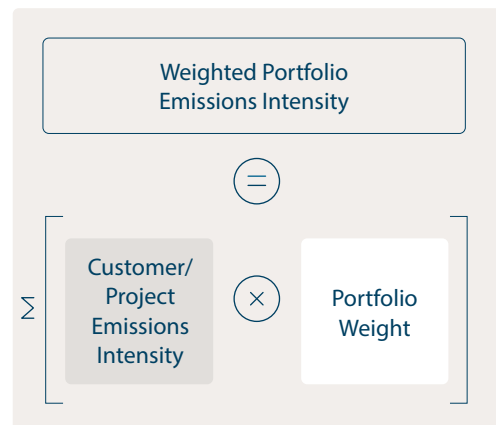 Weighted Portfolio
Emissions Intensity
=
Σ
Customer/
Project
Emissions
Intensity
×
Portfolio
Weight